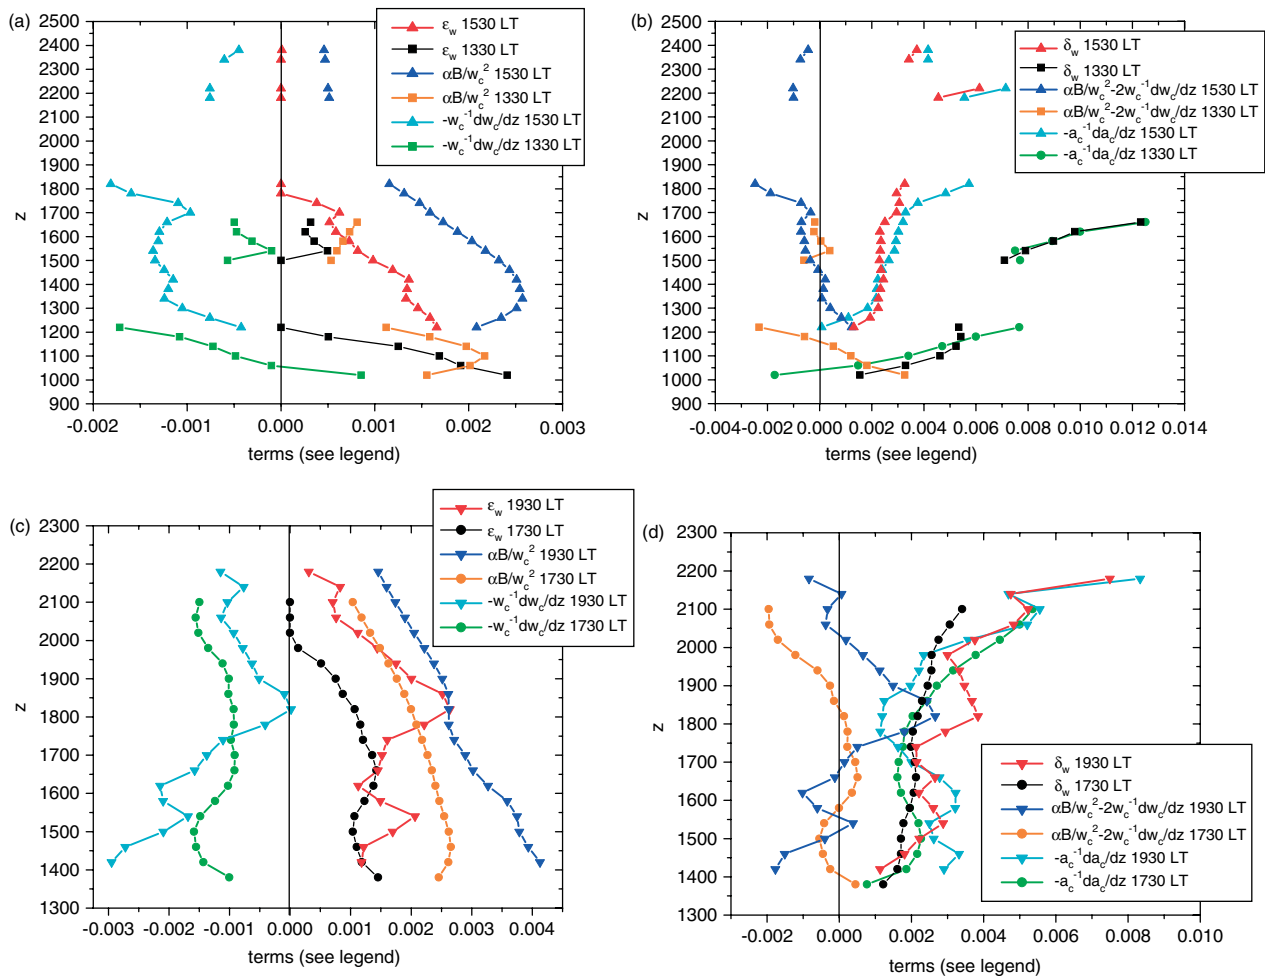 (a)
2500
2400
2300
2200
2100
2000
1900
1800
1700
1600
1500
1400
1300
1200
1100
1000
900
z
-0.002 -0.001 0.000 0.001 0.002 0.003
terms (see legend)
ε_w 1530 LT
ε_w 1330 LT
αB/w_c^2 1530 LT
αB/w_c^2 1330 LT
-w_c^-1dw_c/dz 1530 LT
-w_c^-1dw_c/dz 1330 LT
(b)
2500
2400
2300
2200
2100
2000
1900
1800
1700
1600
1500
1400
1300
1200
1100
1000
900
z
-0.004 -0.002 0.000 0.002 0.004 0.006 0.008 0.010 0.012 0.014
terms (see legend)
δ_w 1530 LT
δ_w 1330 LT
αB/w_c^2-2w_c^-1dw_c/dz 1530 LT
αB/w_c^2-2w_c^-1dw_c/dz 1330 LT
-a_c^-1da_c/dz 1530 LT
-a_c^-1da_c/dz 1330 LT
(c)
2300
2200
2100
2000
1900
1800
1700
1600
1500
1400
1300
z
-0.003 -0.002 -0.001 0.000 0.001 0.002 0.003 0.004
terms (see legend)
ε_w 1930 LT
ε_w 1730 LT
αB/w_c^2 1930 LT
αB/w_c^2 1730 LT
-w_c^-1dw_c/dz 1930 LT
-w_c^-1dw_c/dz 1730 LT
(d)
2300
2200
2100
2000
1900
1800
1700
1600
1500
1400
1300
z
-0.002 0.000 0.002 0.004 0.006 0.008 0.010
terms (see legend)
δ_w 1930 LT
δ_w 1730 LT
αB/w_c^2-2w_c^-1dw_c/dz 1930 LT
αB/w_c^2-2w_c^-1dw_c/dz 1730 LT
-a_c^-1da_c/dz 1930 LT
-a_c^-1da_c/dz 1730 LT